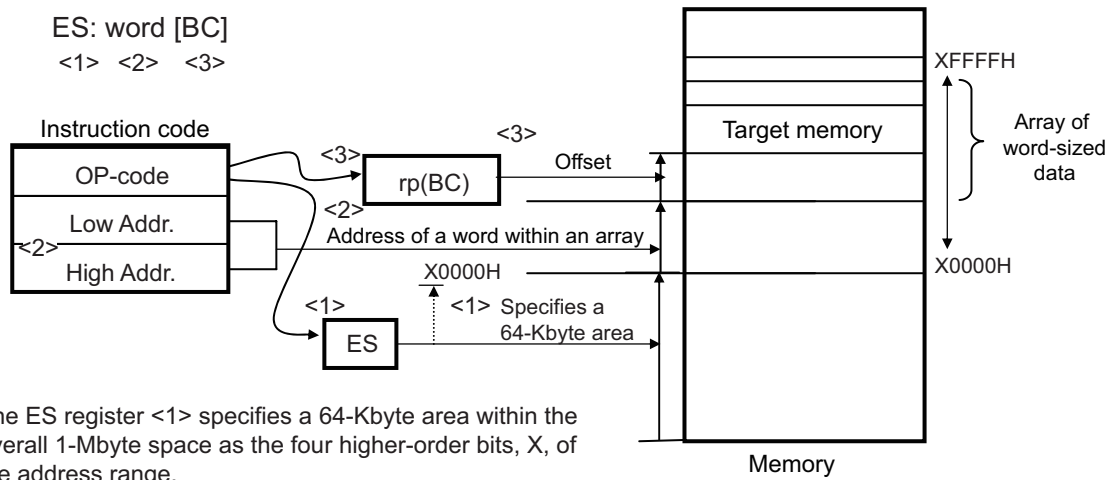 ES: word [BC]
<1> <2> <3>
Instruction code
OP-code
Low Addr.
<2>
High Addr.
<3>
rp(BC)
<3>
Offset
<2>
Address of a word within an array
X0000H
<1>
ES
<1> Specifies a
64-Kbyte area
XFFFFH
Target memory
Array of
word-sized
data
X0000H
Memory
ES register <1> specifies a 64-Kbyte area within the
1-Mbyte space as the four higher-order bits, X, of
address range.